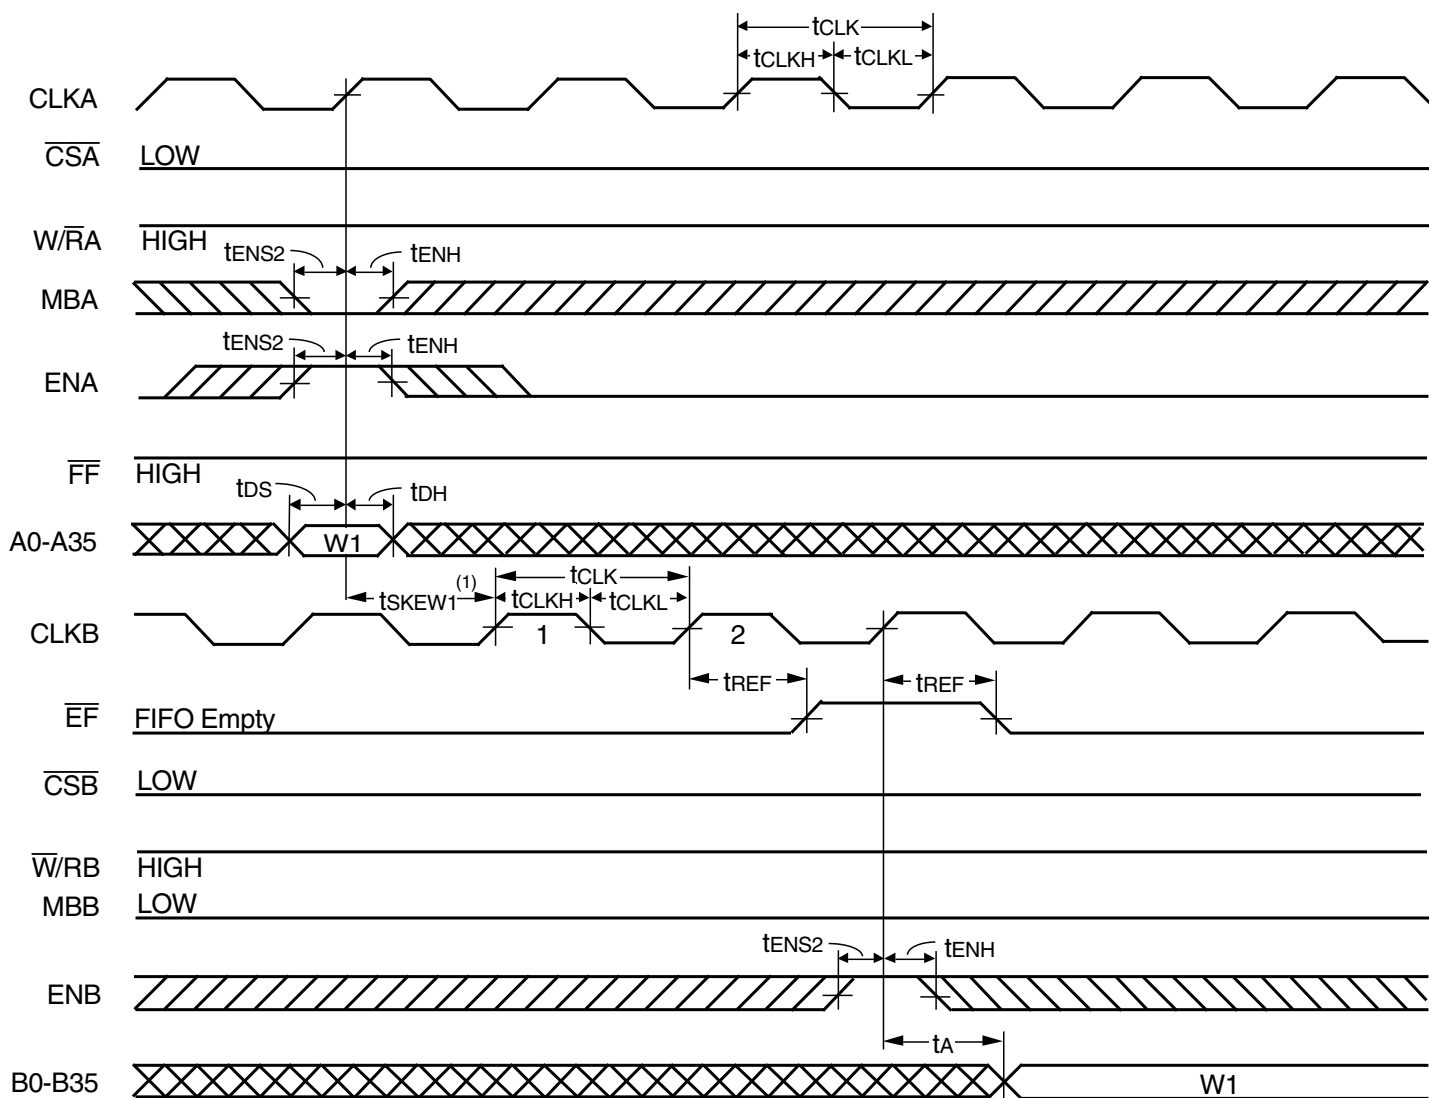 tCLK
tCLKH tCLKL
CLKA
CSA LOW
W/RA HIGH
tENS2 tENH
MBA
tENS2 tENH
ENA
FF HIGH
tDS tDH
A0-A35 W1
tSKEW1(1) tCLK
tCLKH tCLKL
CLKB 1 2
tREF tREF
EF FIFO Empty
CSB LOW
W/RB HIGH
MBB LOW
tENS2 tENH
ENB
tA
B0-B35 W1